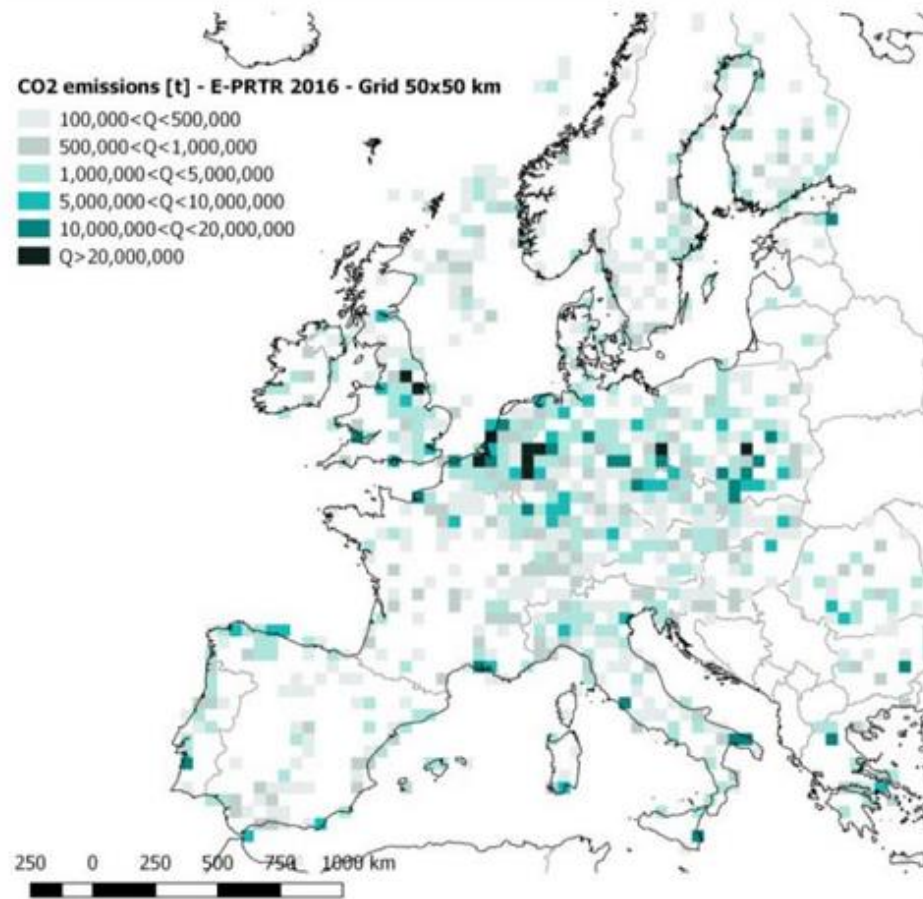 CO2 emissions [t] - E-PRTR 2016 - Grid 50x50 km
100,000<Q<500,000
500,000<Q<1,000,000
1,000,000<Q<5,000,000
5,000,000<Q<10,000,000
10,000,000<Q<20,000,000
Q>20,000,000
250 0 250 500 750 1000 km